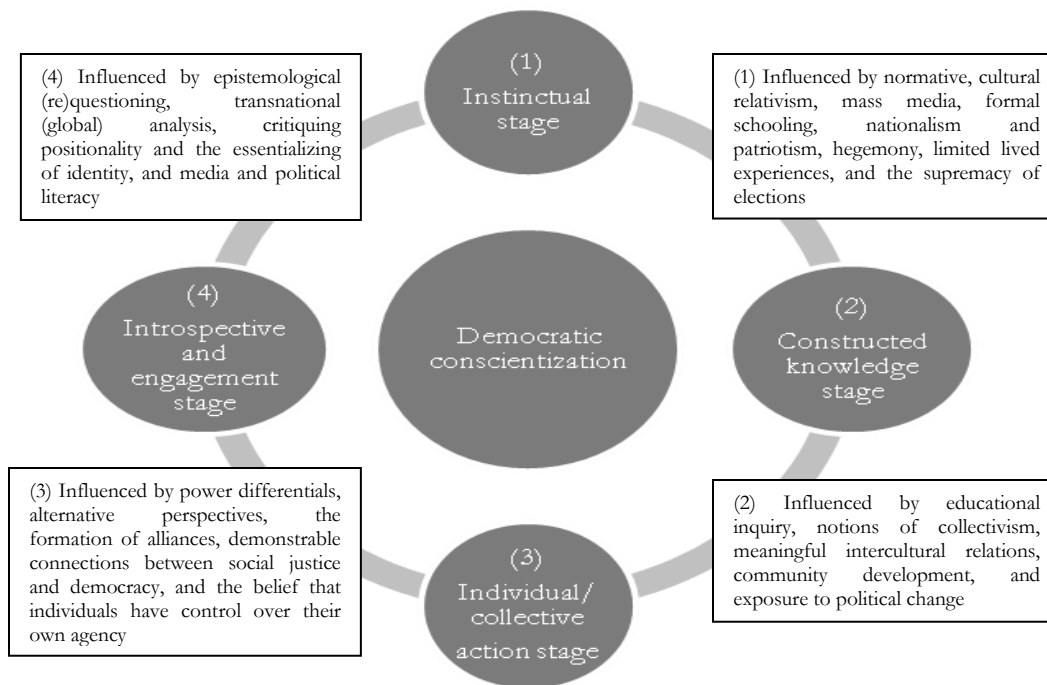 (1)
Instinctual
stage
(4) Influenced by epistemological
(re)questioning, transnational
(global) analysis, critiquing
positionality and the essentializing
of identity, and media and political
literacy
(1) Influenced by normative, cultural
relativism, mass media, formal
schooling, nationalism and
patriotism, hegemony, limited lived
experiences, and the supremacy of
elections
(4)
Introspective
and
engagement
stage
Democratic
conscientization
(2)
Constructed
knowledge
stage
(3) Influenced by power differentials,
alternative perspectives, the
formation of alliances, demonstrable
connections between social justice
and democracy, and the belief that
individuals have control over their
own agency
(3)
Individual/
collective
action stage
(2) Influenced by educational
inquiry, notions of collectivism,
meaningful intercultural relations,
community development, and
exposure to political change